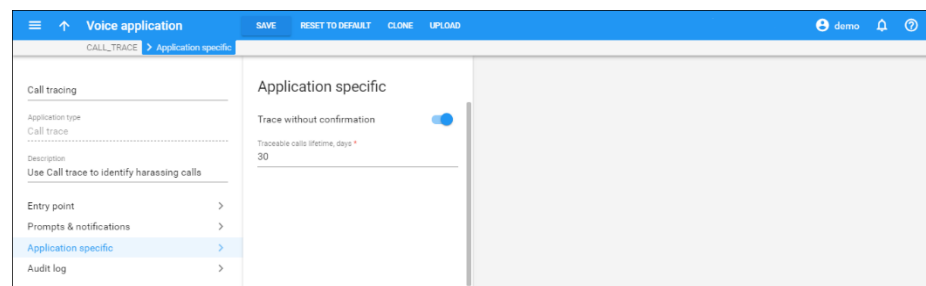 Voice application SAVE RESET TO DEFAULT CLONE UPLOAD demo
CALL_TRACE > Application specific
Call tracing
Application type
Call trace
Description
Use Call trace to identify harassing calls
Entry point
Prompts & notifications
Application specific
Audit log
Application specific
Trace without confirmation
Traceable calls lifetime, days *
30